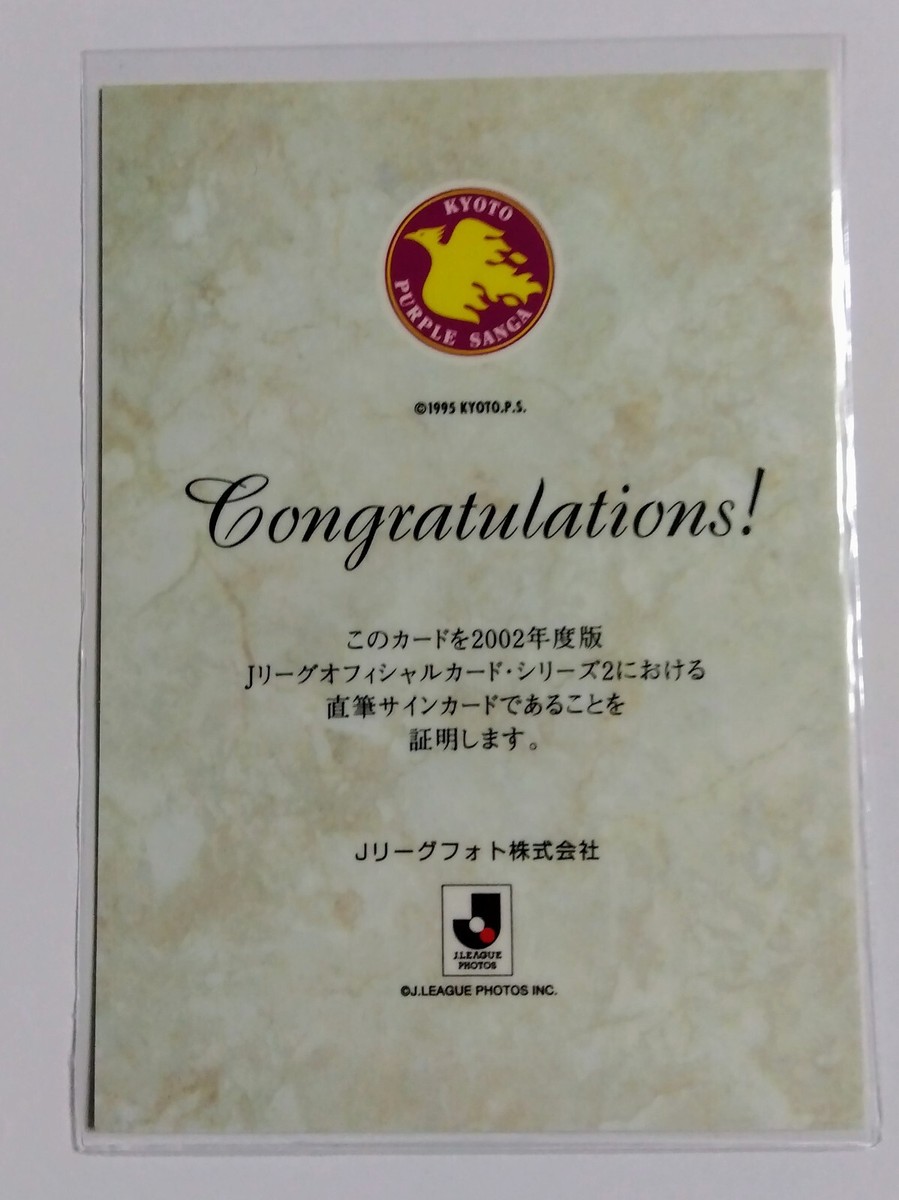 KYOTO
PURPLE SANGA
©1995 KYOTO.P.S.
Congratulations!
このカードを2002年度版
Jリーグオフィシャルカード・シリーズ2における
直筆サインカードであることを
証明します。
Jリーグフォト株式会社
J.LEAGUE
PHOTOS
©J.LEAGUE PHOTOS INC.